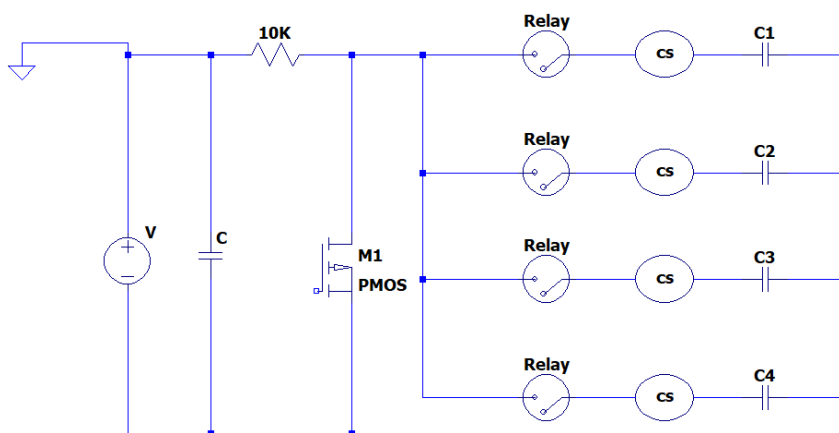 Relay
10K
C1
cs
Relay
C2
cs
V
C
M1
PMOS
Relay
C3
cs
Relay
C4
cs